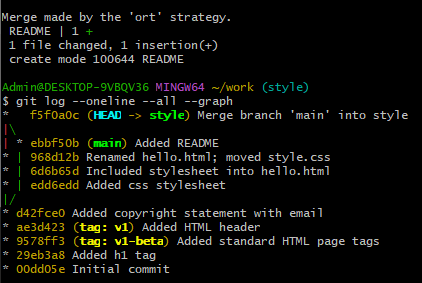 Merge made by the 'ort' strategy.
 README | 1 +
 1 file changed, 1 insertion(+)
 create mode 100644 README

Admin@DESKTOP-9VBQV36 MINGW64 ~/work (style)
$ git log --oneline --all --graph
*   f5f0a0c (HEAD -> style) Merge branch 'main' into style
|\
| * ebbf50b (main) Added README
* | 968d12b Renamed hello.html; moved style.css
* | 6d6b65d Included stylesheet into hello.html
* | edd6edd Added css stylesheet
|/
* d42fce0 Added copyright statement with email
* ae3d423 (tag: v1) Added HTML header
* 9578ff3 (tag: v1-beta) Added standard HTML page tags
* 29eb3a8 Added h1 tag
* 00dd05e Initial commit